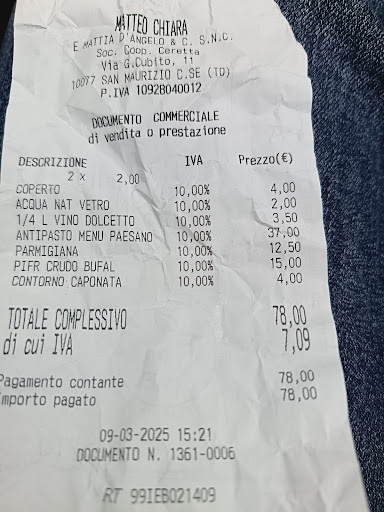 MATTEO CHIARA
E MATTIA D'ANGELO & C. S.N.C.
Soc. Coop. Ceretta
Via G.Cubito, 11
10077 SAN MAURIZIO C.SE (TO)
P.IVA 10928040012
DOCUMENTO COMMERCIALE
di vendita o prestazione
DESCRIZIONE IVA Prezzo(€)
2 x 2,00
COPERTO 10,00% 4,00
ACQUA NAT VETRO 10,00% 2,00
1/4 L VINO DOLCETTO 10,00% 3,50
ANTIPASTO MENU PAESANO 10,00% 37,00
PARMIGIANA 10,00% 12,50
PIFR CRUDO BUFAL 10,00% 15,00
CONTORNO CAPONATA 10,00% 4,00
TOTALE COMPLESSIVO 78,00
di cui IVA 7,09
Pagamento contante 78,00
Importo pagato 78,00
09-03-2025 15:21
DOCUMENTO N. 1361-0006
RT 99IEB021409